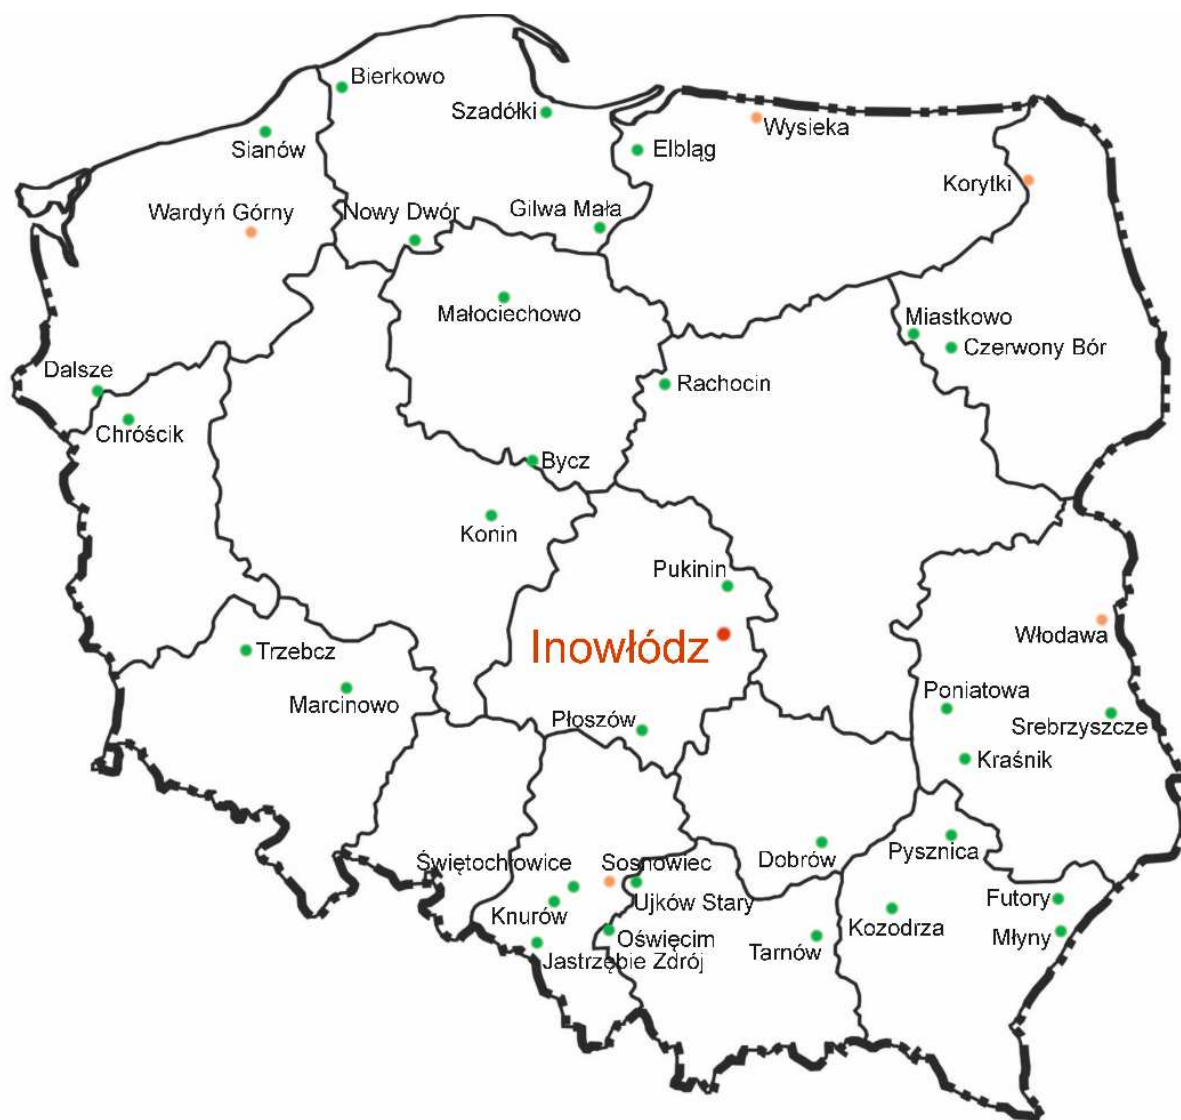 Bierkowo
Szadółki
Wysieka
Sianów
Elbląg
Korytki
Wardyń Górny
Nowy Dwór
Gilwa Mała
Małociechowo
Miastkowo
Czerwony Bór
Dalsze
Rachocin
Chróścik
Bycz
Konin
Pukinin
Inowłódz
Włodawa
Trzebcz
Marcinowo
Poniatowa
Płoszów
Srebrzyszcze
Kraśnik
Świętochłowice
Sosnowiec
Dobrów
Pysznica
Knurów
Ujków Stary
Futory
Kozodrza
Oświęcim
Młyny
Tarnów
Jastrzębie Zdrój